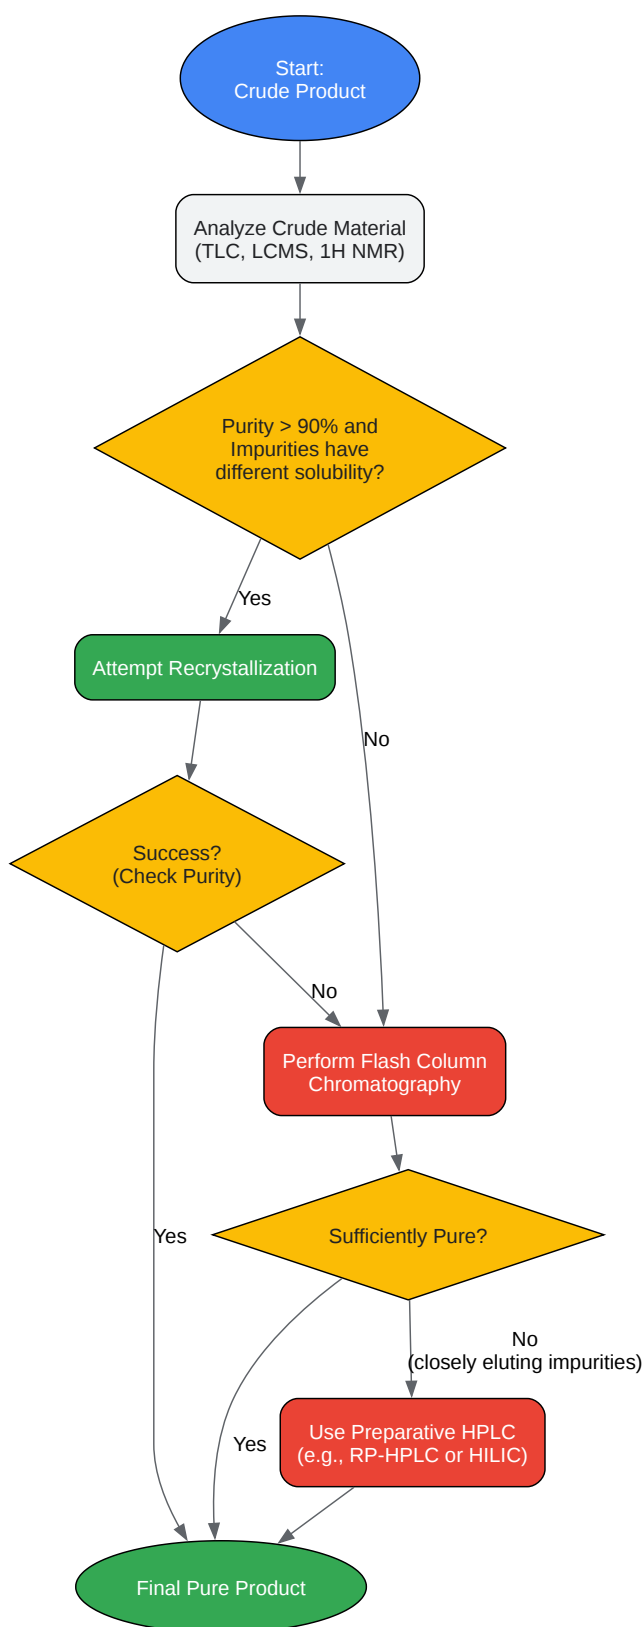 Start:
Crude Product
Analyze Crude Material
(TLC, LCMS, 1H NMR)
Purity > 90% and
Impurities have
different solubility?
Yes
Attempt Recrystallization
No
Success?
(Check Purity)
No
Perform Flash Column
Chromatography
Yes
Sufficiently Pure?
No
(closely eluting impurities)
Yes
Use Preparative HPLC
(e.g., RP-HPLC or HILIC)
Final Pure Product